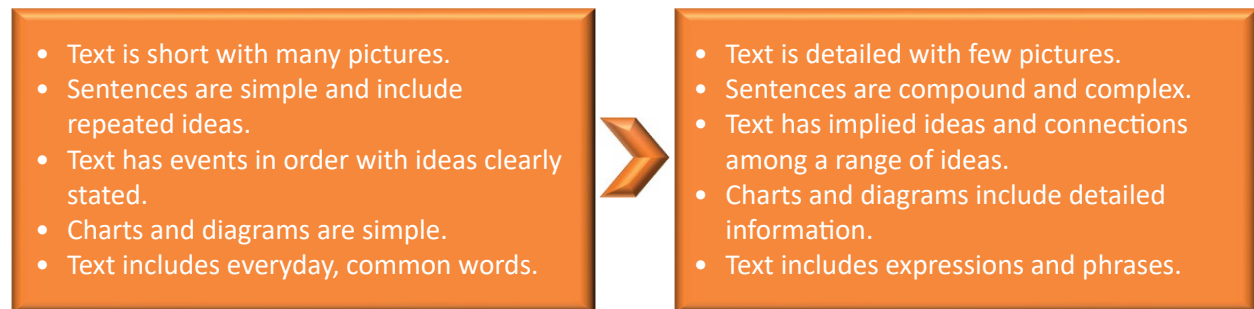 • Text is short with many pictures.
• Sentences are simple and include
repeated ideas.
• Text has events in order with ideas clearly
stated.
• Charts and diagrams are simple.
• Text includes everyday, common words.
• Text is detailed with few pictures.
• Sentences are compound and complex.
• Text has implied ideas and connections
among a range of ideas.
• Charts and diagrams include detailed
information.
• Text includes expressions and phrases.